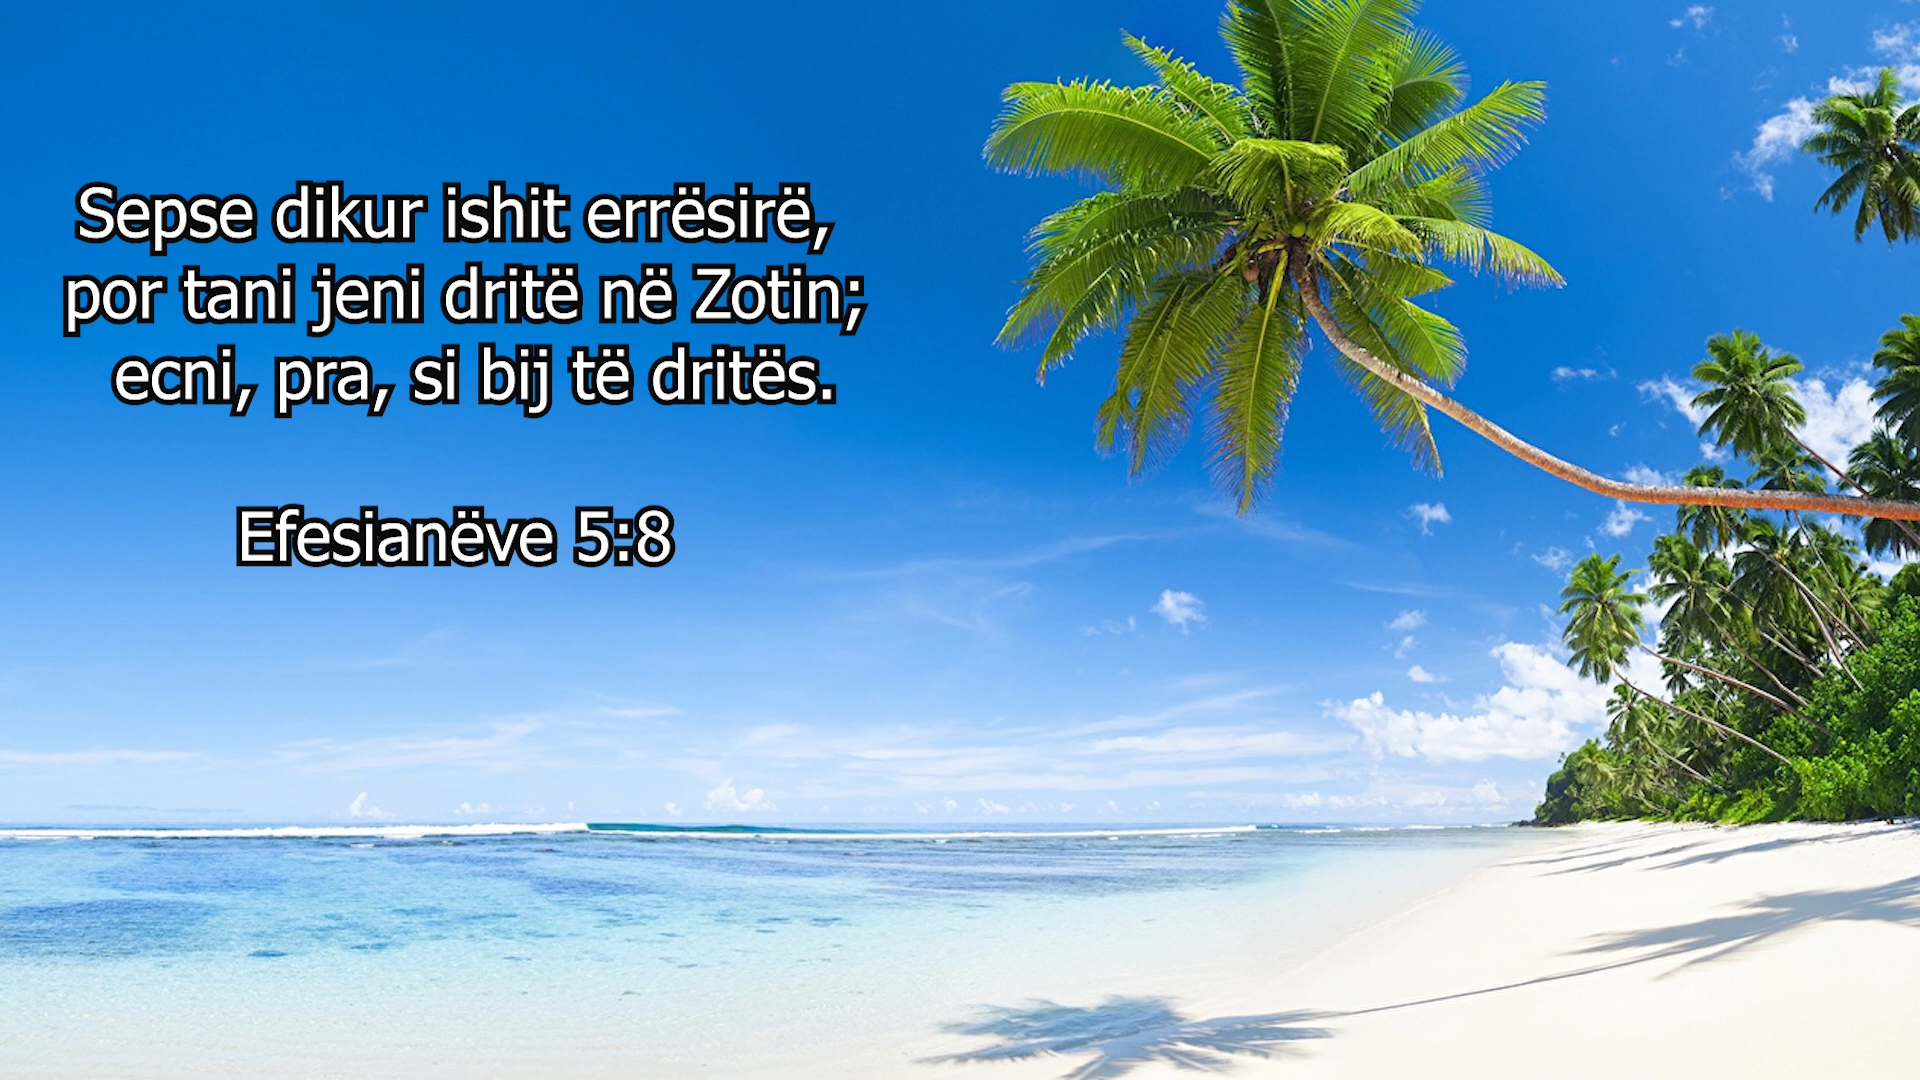 Sepse dikur ishit errësirë,
por tani jeni dritë në Zotin;
ecni, pra, si bij të dritës.
Efesianëve 5:8